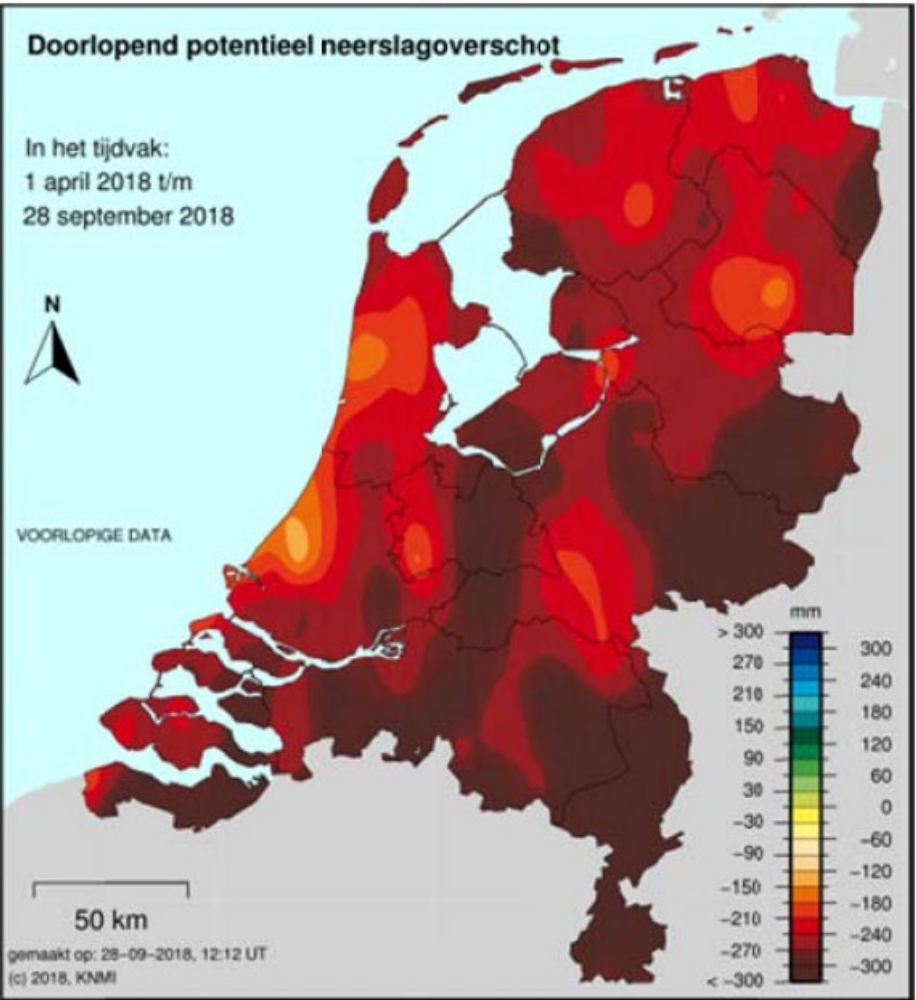 Doorlopend potentieel neerslagoverschot
In het tijdvak:
1 april 2018 t/m
28 september 2018
N
VOORLOPIGE DATA
mm
> 300
300
270
240
210
180
150
120
90
60
30
0
−30
−60
−90
−120
−150
−180
−210
−240
−270
−300
< −300
50 km
gemaakt op: 28−09−2018, 12:12 UT
(c) 2018, KNMI